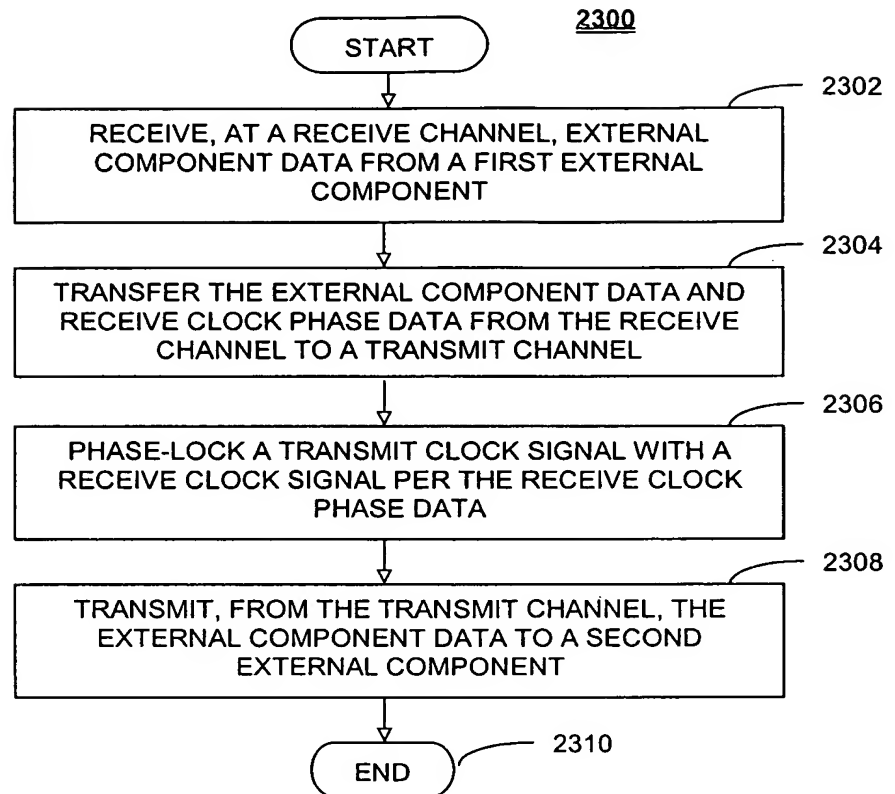 2300
START
2302
RECEIVE, AT A RECEIVE CHANNEL, EXTERNAL
COMPONENT DATA FROM A FIRST EXTERNAL
COMPONENT
2304
TRANSFER THE EXTERNAL COMPONENT DATA AND
RECEIVE CLOCK PHASE DATA FROM THE RECEIVE
CHANNEL TO A TRANSMIT CHANNEL
2306
PHASE-LOCK A TRANSMIT CLOCK SIGNAL WITH A
RECEIVE CLOCK SIGNAL PER THE RECEIVE CLOCK
PHASE DATA
2308
TRANSMIT, FROM THE TRANSMIT CHANNEL, THE
EXTERNAL COMPONENT DATA TO A SECOND
EXTERNAL COMPONENT
2310
END